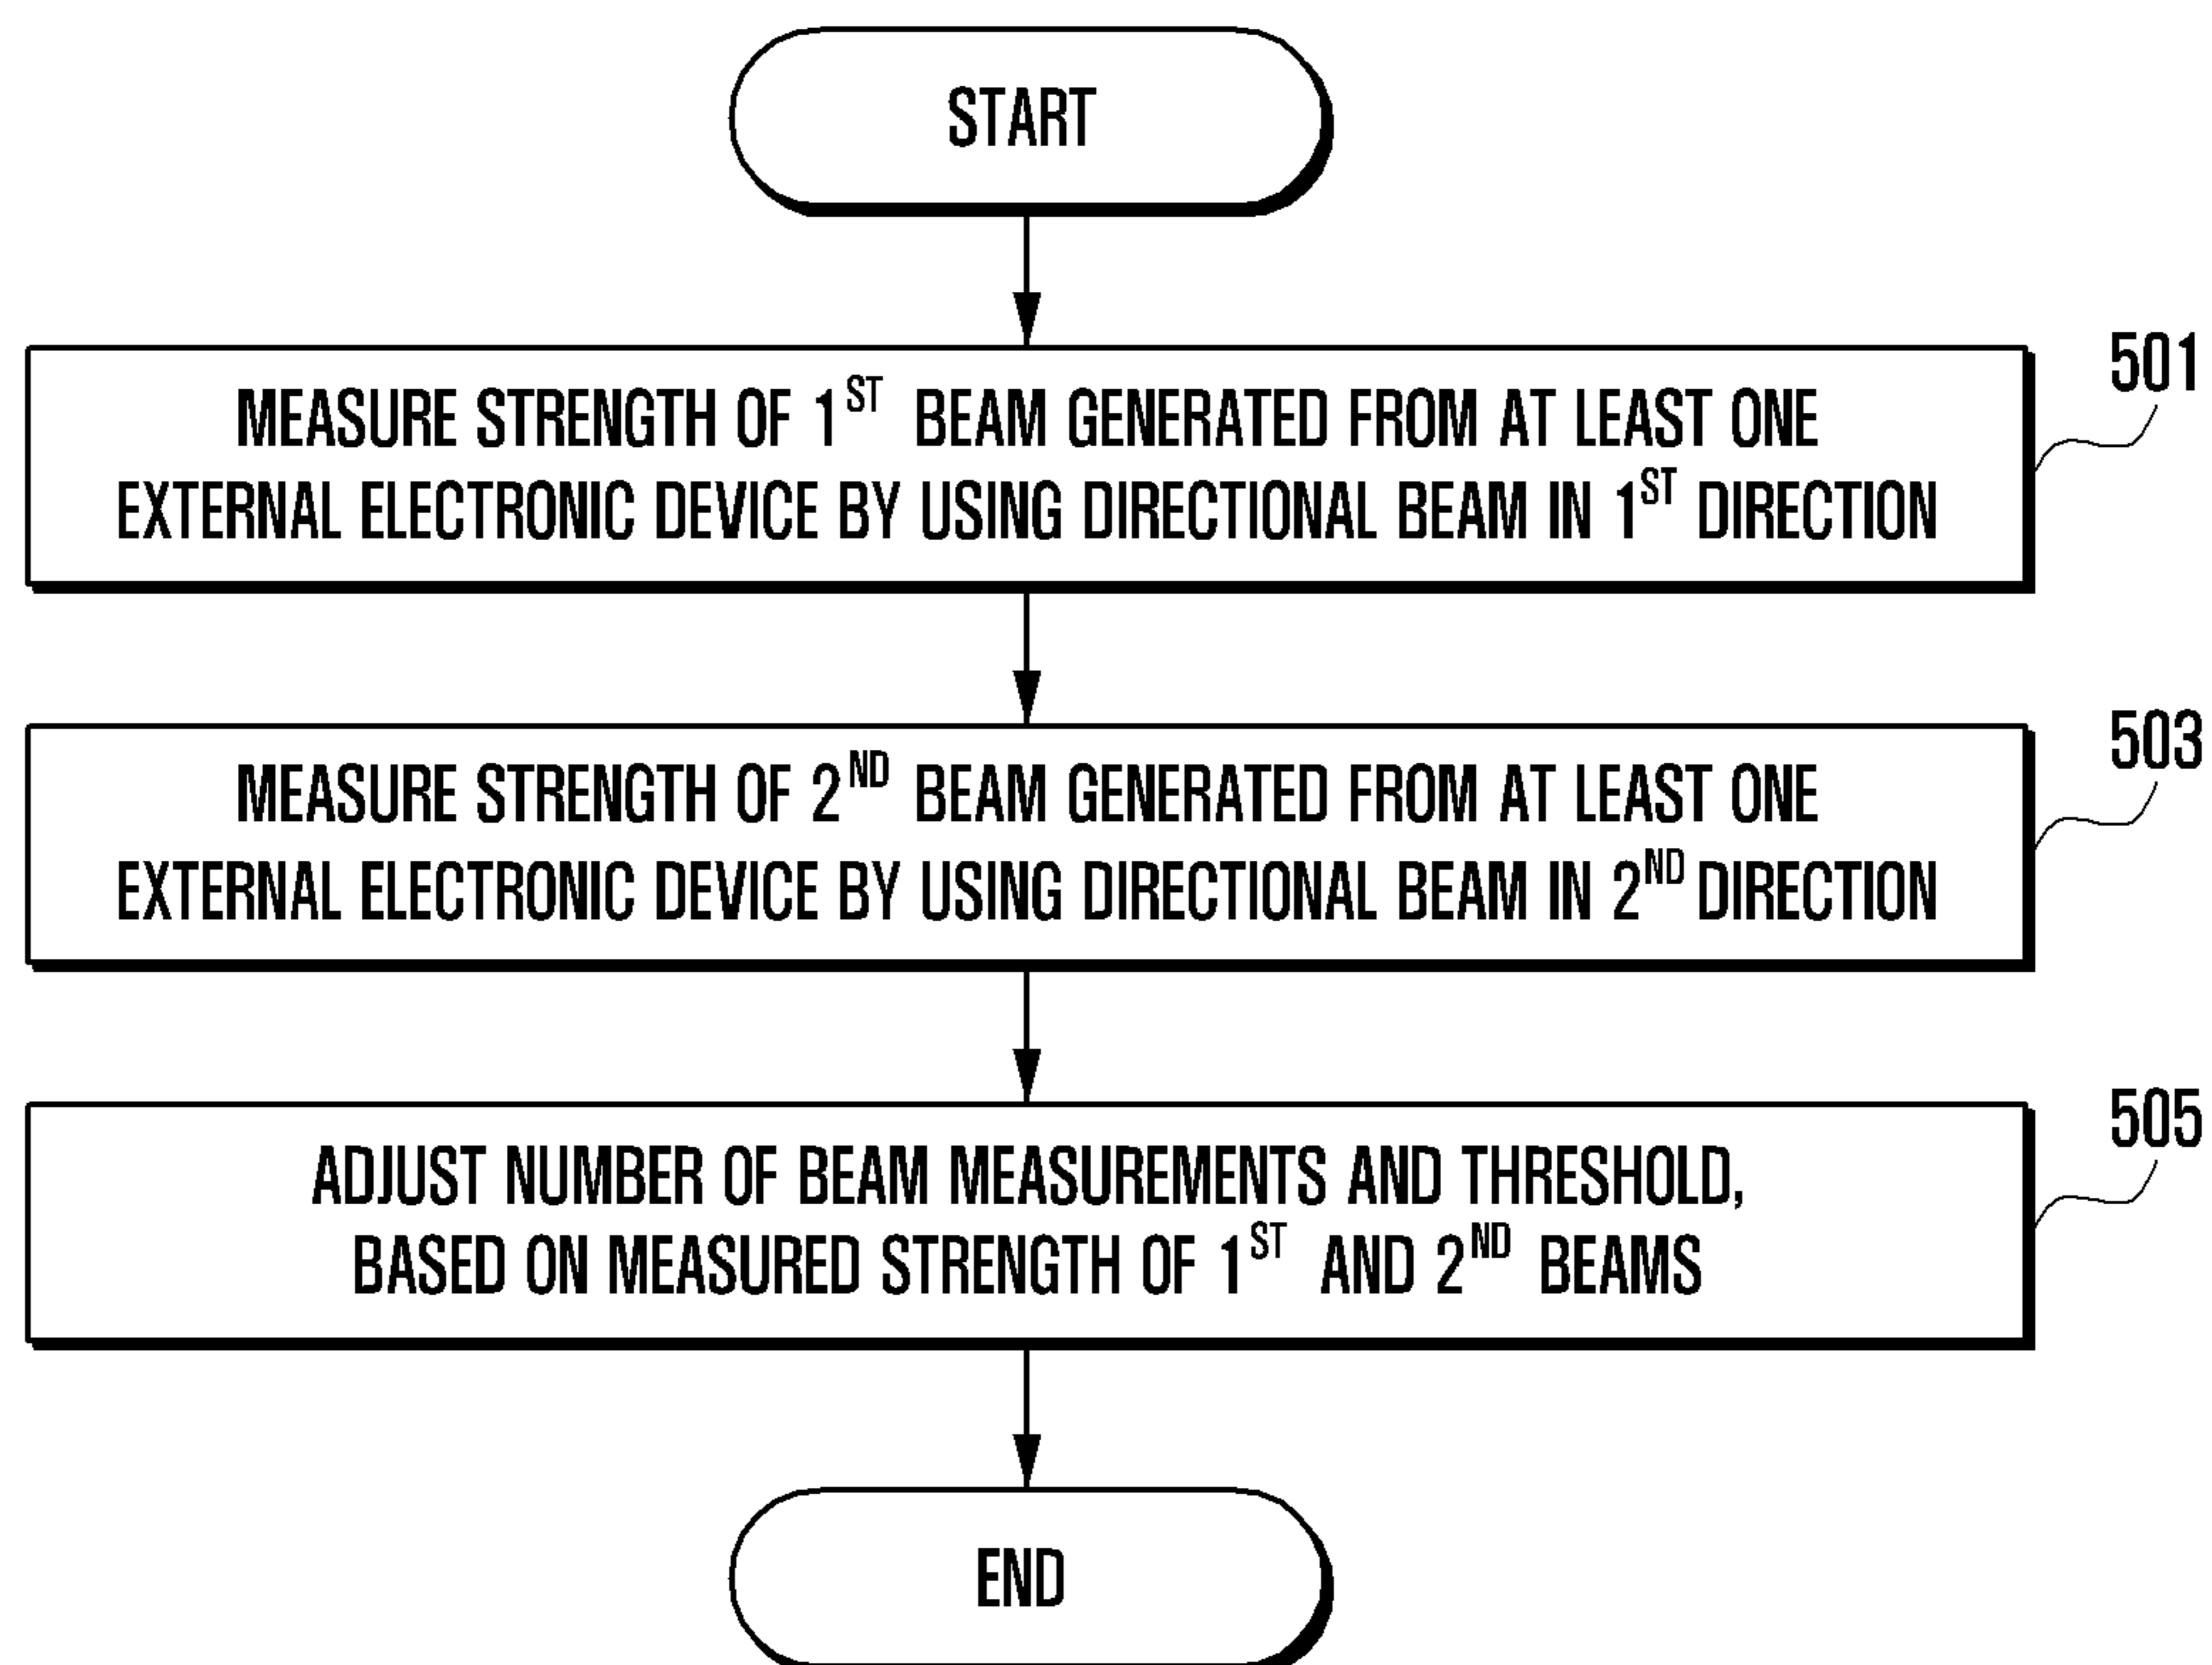 START
501
MEASURE STRENGTH OF 1ST BEAM GENERATED FROM AT LEAST ONE
EXTERNAL ELECTRONIC DEVICE BY USING DIRECTIONAL BEAM IN 1ST DIRECTION
503
MEASURE STRENGTH OF 2ND BEAM GENERATED FROM AT LEAST ONE
EXTERNAL ELECTRONIC DEVICE BY USING DIRECTIONAL BEAM IN 2ND DIRECTION
505
ADJUST NUMBER OF BEAM MEASUREMENTS AND THRESHOLD,
BASED ON MEASURED STRENGTH OF 1ST AND 2ND BEAMS
END